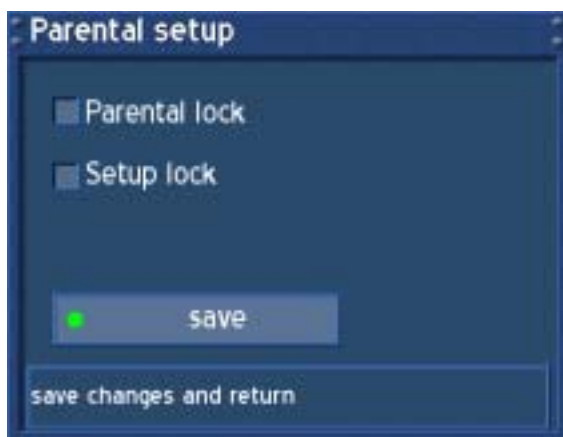 Parental setup
Parental lock
Setup lock
save
save changes and return